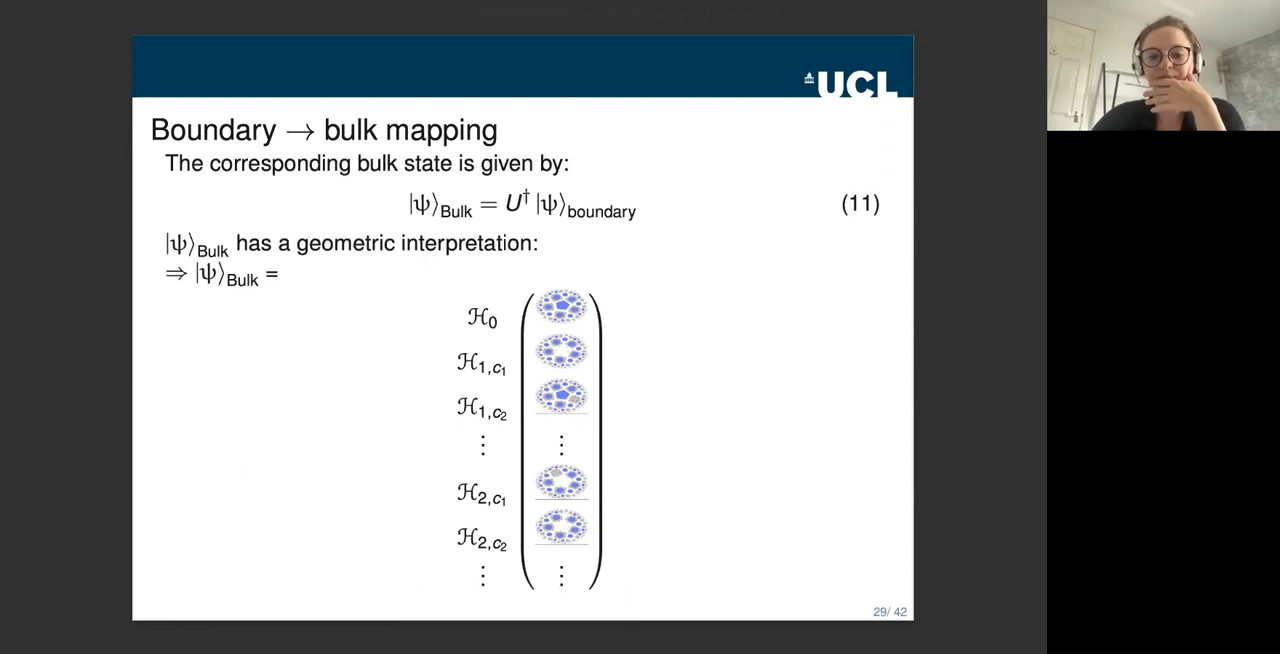 UCL
Boundary → bulk mapping
The corresponding bulk state is given by:
|ψ⟩Bulk = U† |ψ⟩boundary (11)
|ψ⟩Bulk has a geometric interpretation:
⇒ |ψ⟩Bulk =
ℋ0
ℋ1,c1
ℋ1,c2
⋮ ⋮
ℋ2,c1
ℋ2,c2
⋮ ⋮
29/ 42